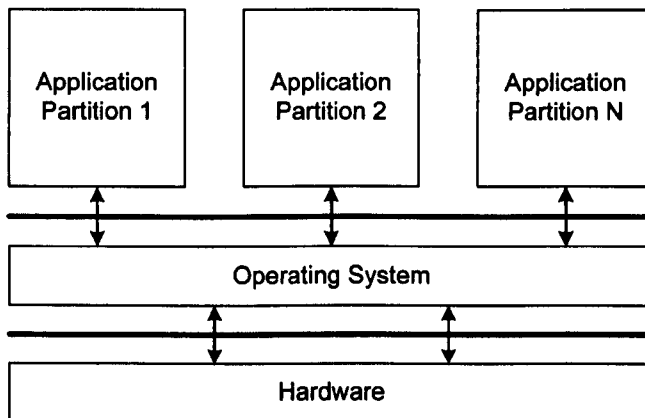 Application
Partition 1
Application
Partition 2
Application
Partition N
Operating System
Hardware